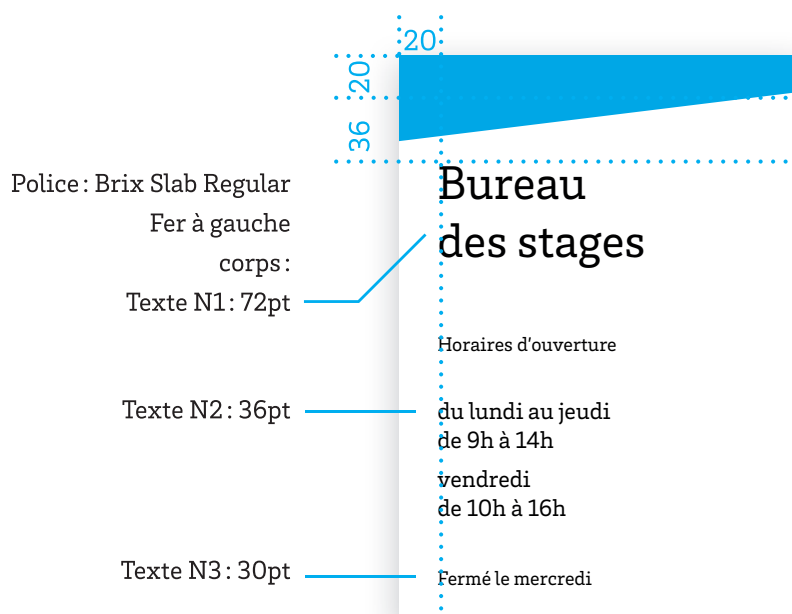 20
20
36
Police : Brix Slab Regular
Fer à gauche
corps :
Texte N1 : 72pt
Texte N2 : 36pt
Texte N3 : 30pt
Bureau
des stages
Horaires d'ouverture
du lundi au jeudi
de 9h à 14h
vendredi
de 10h à 16h
Fermé le mercredi